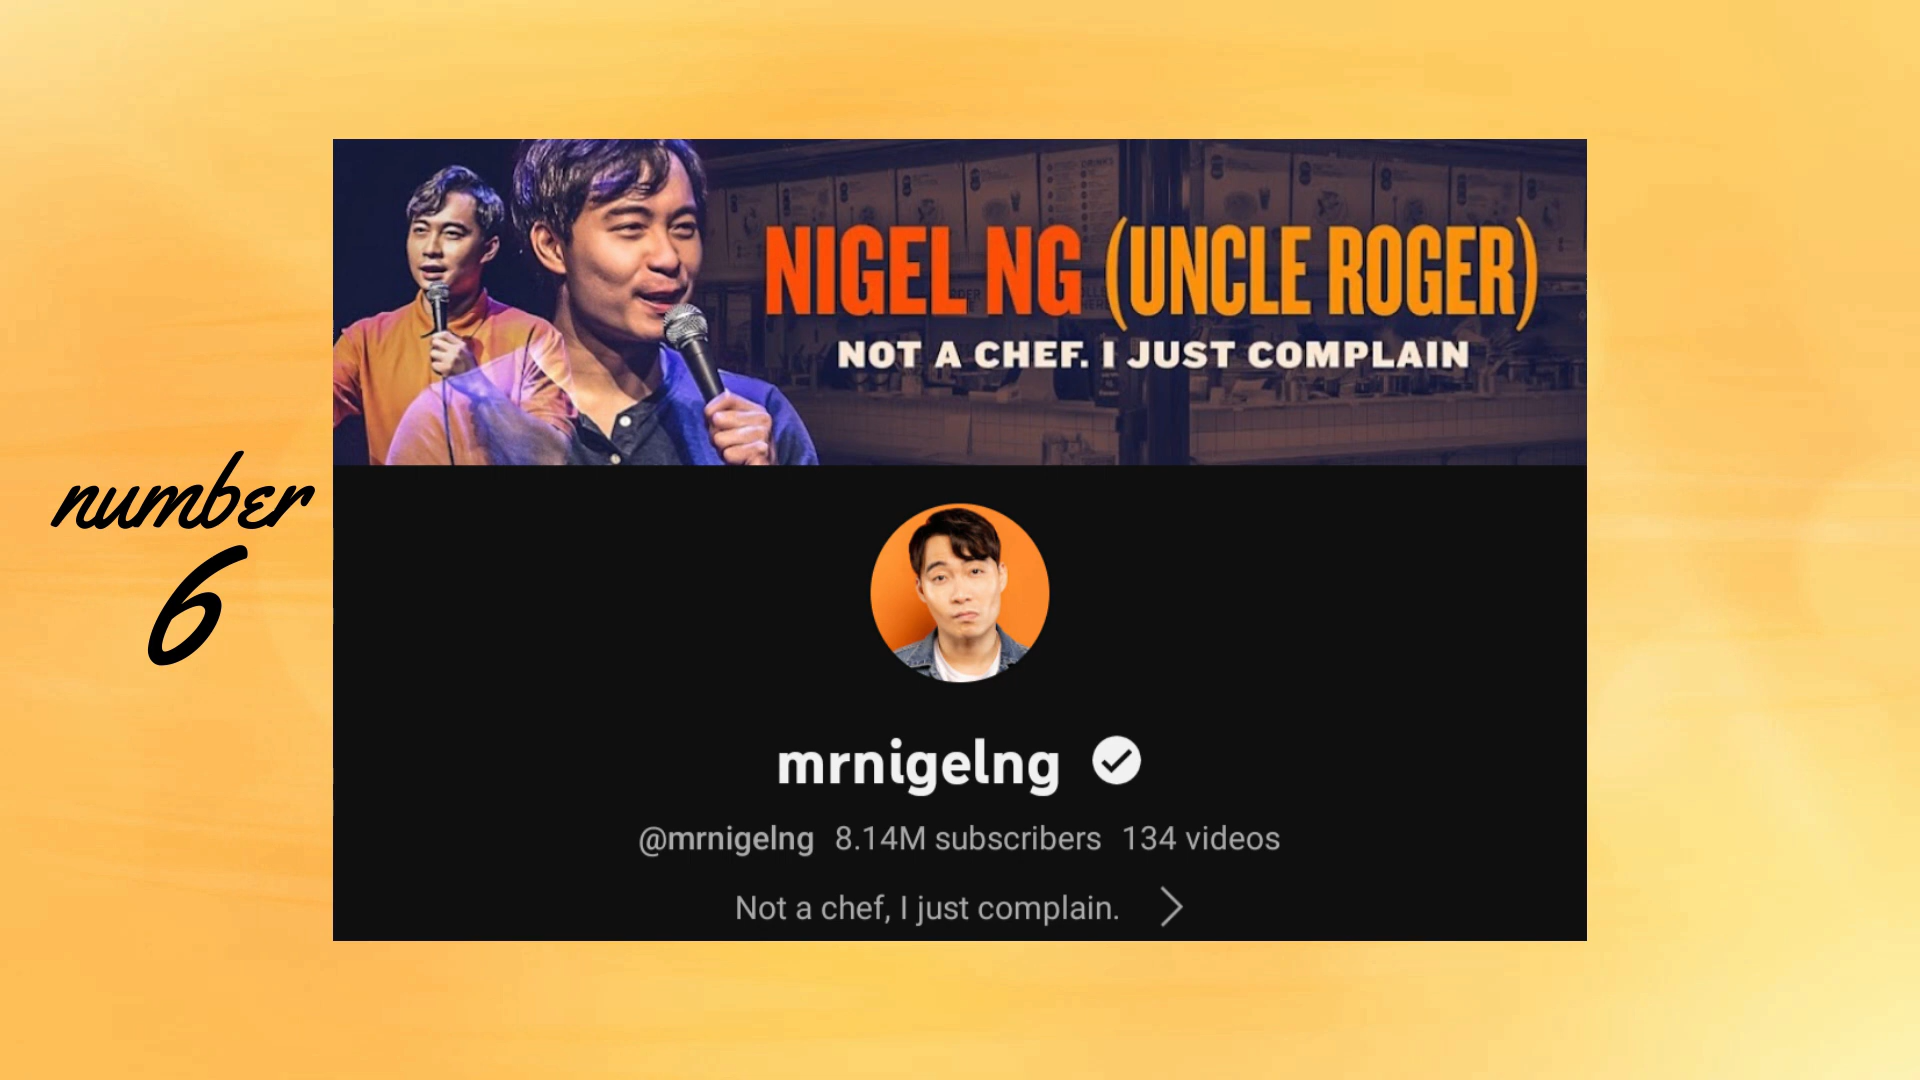 number
6
NIGEL NG (UNCLE ROGER)
NOT A CHEF. I JUST COMPLAIN
mrnigelng
@mrnigelng 8.14M subscribers 134 videos
Not a chef, I just complain.